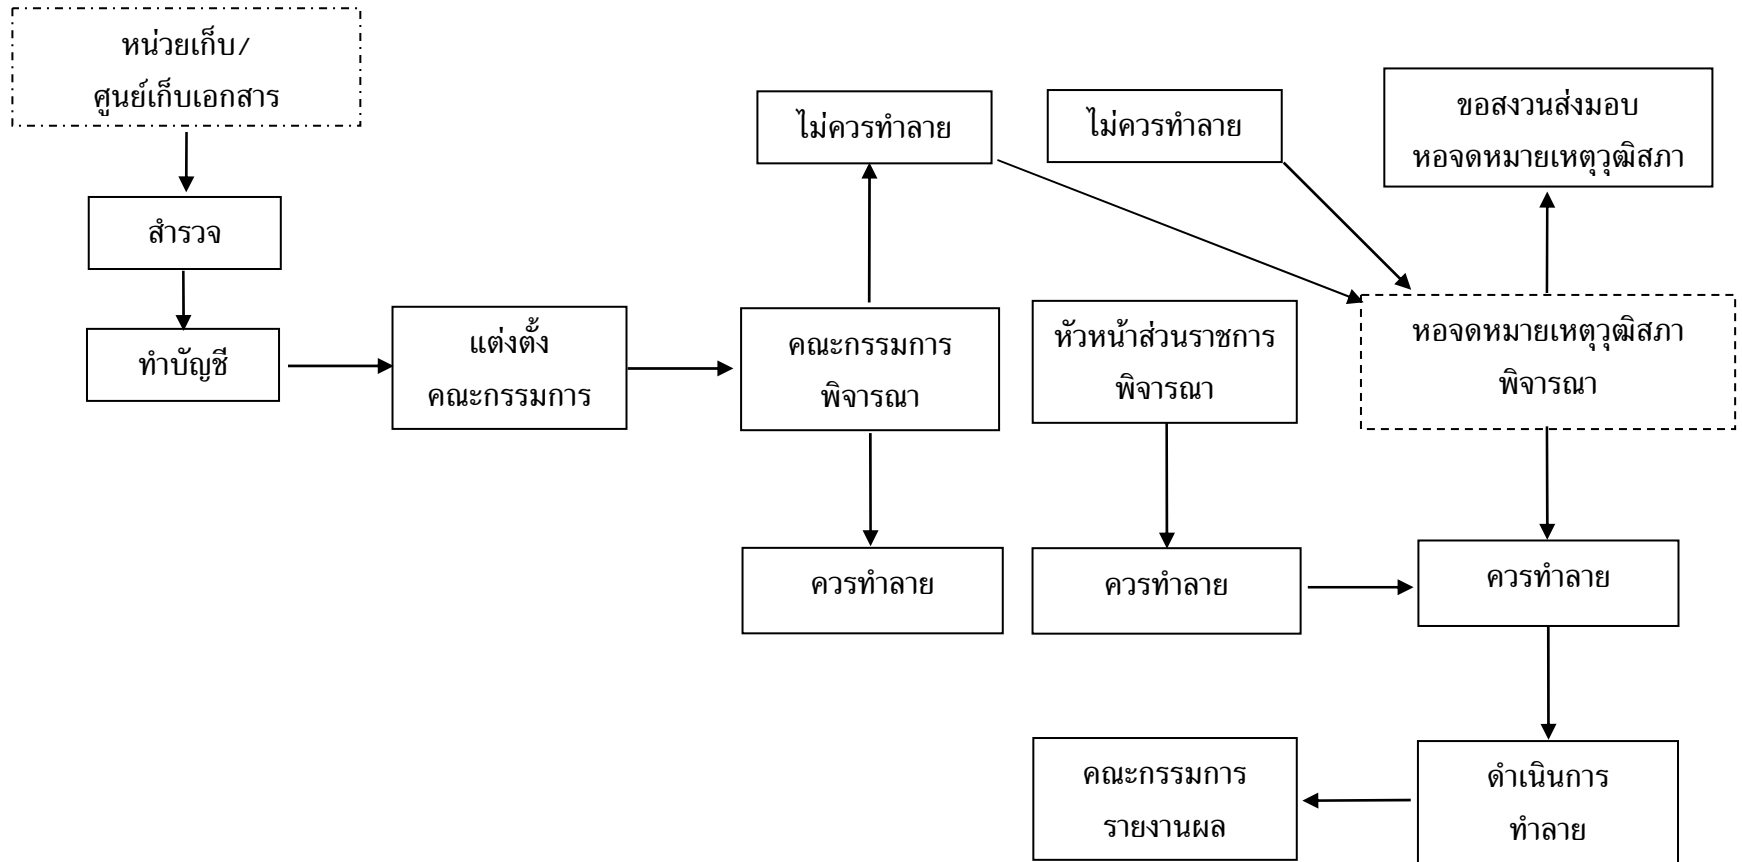 หน่วยเก็บ/
ศูนย์เก็บเอกสาร
สำรวจ
ทำบัญชี
แต่งตั้ง
คณะกรรมการ
ไม่ควรทำลาย
คณะกรรมการ
พิจารณา
ควรทำลาย
ไม่ควรทำลาย
หัวหน้าส่วนราชการ
พิจารณา
ควรทำลาย
ขอสงวนส่งมอบ
หอจดหมายเหตุวุฒิสภา
หอจดหมายเหตุวุฒิสภา
พิจารณา
ควรทำลาย
ดำเนินการ
ทำลาย
คณะกรรมการ
รายงานผล